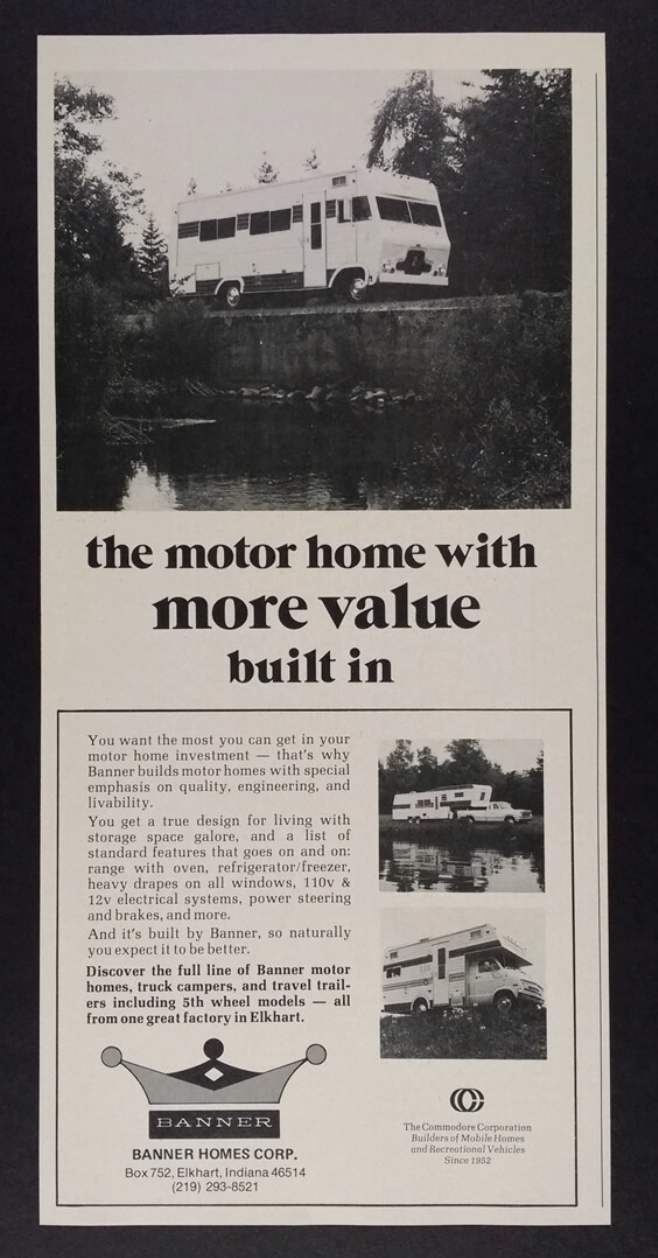 the motor home with
more value
built in
You want the most you can get in your
motor home investment — that's why
Banner builds motor homes with special
emphasis on quality, engineering, and
livability.
You get a true design for living with
storage space galore, and a list of
standard features that goes on and on:
range with oven, refrigerator/freezer,
heavy drapes on all windows, 110v &
12v electrical systems, power steering
and brakes, and more.
And it's built by Banner, so naturally
you expect it to be better.
Discover the full line of Banner motor
homes, truck campers, and travel trail-
ers including 5th wheel models — all
from one great factory in Elkhart.
BANNER
BANNER HOMES CORP.
Box 752, Elkhart, Indiana 46514
(219) 293-8521
The Commodore Corporation
Builders of Mobile Homes
and Recreational Vehicles
Since 1952